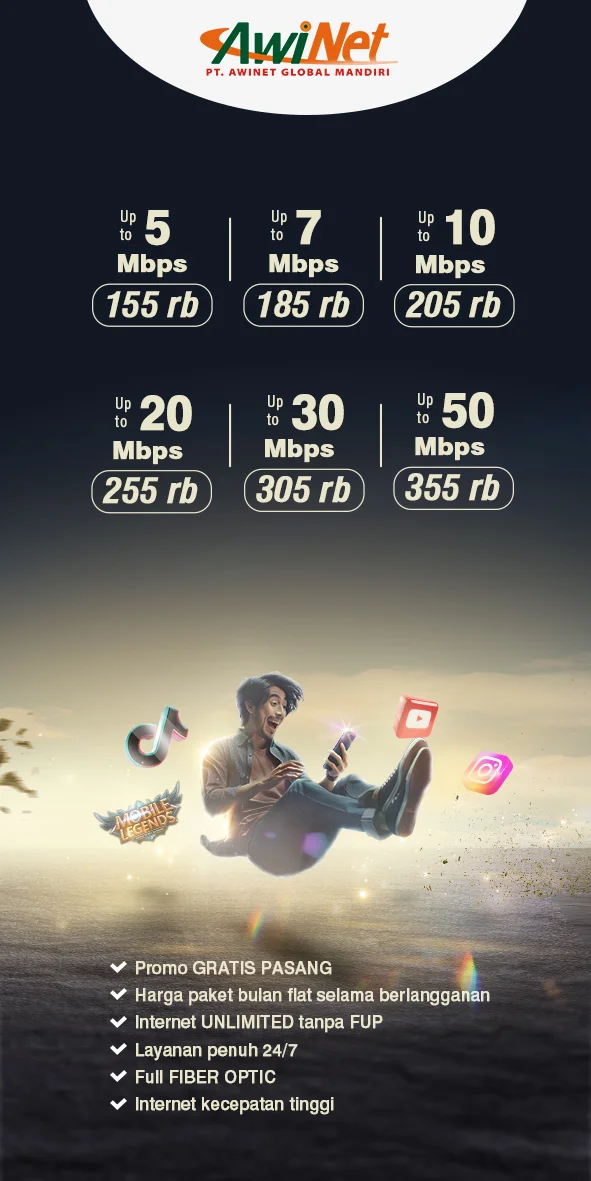 AwiNet
PT. AWINET GLOBAL MANDIRI
Up to 5 Mbps
155 rb
Up to 7 Mbps
185 rb
Up to 10 Mbps
205 rb
Up to 20 Mbps
255 rb
Up to 30 Mbps
305 rb
Up to 50 Mbps
355 rb
MOBILE
LEGENDS
Promo GRATIS PASANG
Harga paket bulan flat selama berlangganan
Internet UNLIMITED tanpa FUP
Layanan penuh 24/7
Full FIBER OPTIC
Internet kecepatan tinggi